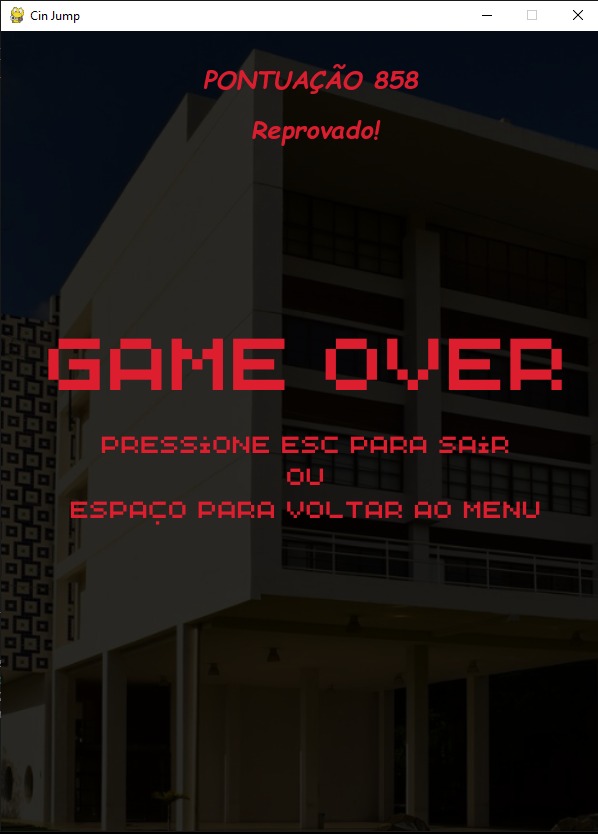 Cin Jump
PONTUAÇÃO 858
Reprovado!
GAME OVER
PRESSiONE ESC PARA SAiR
OU
ESPAÇO PARA VOLTAR AO MENU